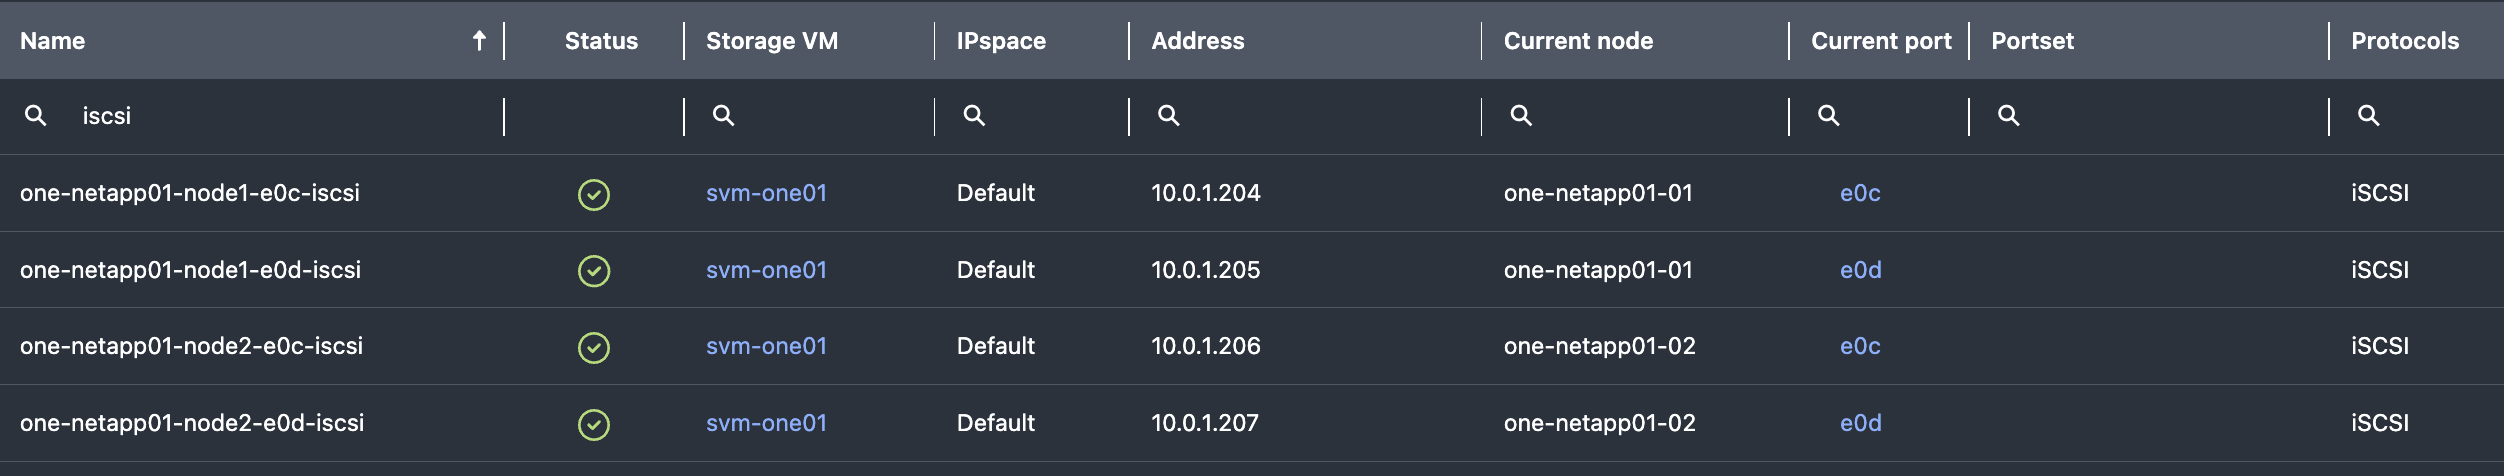 Name Status Storage VM IPspace Address Current node Current port Portset Protocols
iscsi
one-netapp01-node1-e0c-iscsi svm-one01 Default 10.0.1.204 one-netapp01-01 e0c iSCSI
one-netapp01-node1-e0d-iscsi svm-one01 Default 10.0.1.205 one-netapp01-01 e0d iSCSI
one-netapp01-node2-e0c-iscsi svm-one01 Default 10.0.1.206 one-netapp01-02 e0c iSCSI
one-netapp01-node2-e0d-iscsi svm-one01 Default 10.0.1.207 one-netapp01-02 e0d iSCSI